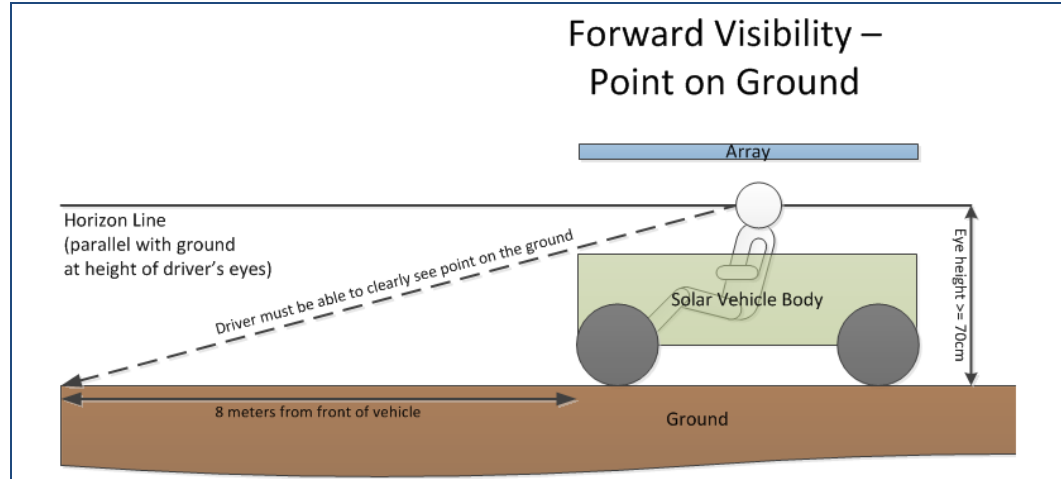 Forward Visibility –
Point on Ground
Array
Horizon Line
(parallel with ground
at height of driver's eyes)
Driver must be able to clearly see point on the ground
Solar Vehicle Body
Eye height >= 70cm
8 meters from front of vehicle
Ground